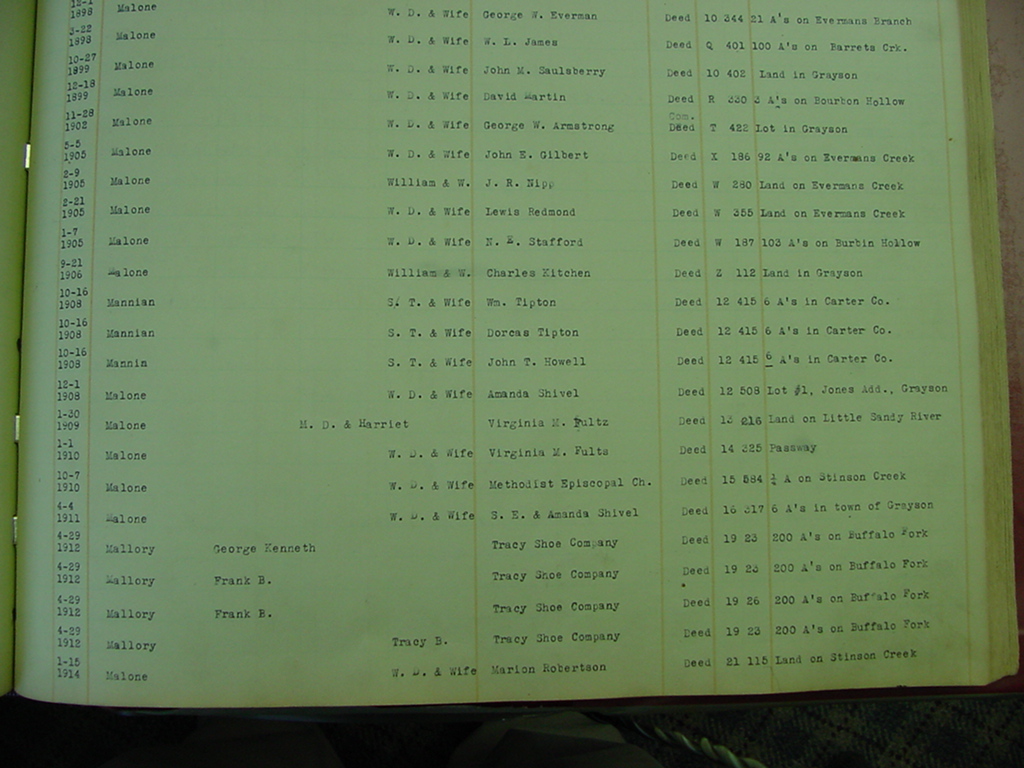 12-1
1898 Malone W. D. & Wife George W. Everman Deed 10 344 21 A's on Evermans Branch
3-22
1898 Malone W. D. & Wife W. L. James Deed Q 401 100 A's on Barrets Crk.
10-27
1899 Malone W. D. & Wife John M. Saulsberry Deed 10 402 Land in Grayson
12-18
1899 Malone W. D. & Wife David Martin Deed R 330 3 A's on Bourbon Hollow
11-28 Com.
1902 Malone W. D. & Wife George W. Armstrong Deed T 422 Lot in Grayson
5-5
1905 Malone W. D. & Wife John E. Gilbert Deed X 186 92 A's on Evermans Creek
2-9
1905 Malone William & W. J. R. Nipp Deed W 280 Land on Evermans Creek
2-21
1905 Malone W. D. & Wife Lewis Redmond Deed W 355 Land on Evermans Creek
1-7
1905 Malone W. D. & Wife N. E. Stafford Deed W 187 103 A's on Burbin Hollow
9-21
1906 Malone William & W. Charles Kitchen Deed Z 112 Land in Grayson
10-16
1908 Mannian S. T. & Wife Wm. Tipton Deed 12 415 6 A's in Carter Co.
10-16
1908 Mannian S. T. & Wife Dorcas Tipton Deed 12 415 6 A's in Carter Co.
10-16
1908 Mannin S. T. & Wife John T. Howell Deed 12 415 6 A's in Carter Co.
12-1
1908 Malone W. D. & Wife Amanda Shivel Deed 12 508 Lot #1, Jones Add., Grayson
1-30
1909 Malone M. D. & Harriet Virginia M. Fultz Deed 13 216 Land on Little Sandy River
1-1
1910 Malone W. D. & Wife Virginia M. Fults Deed 14 325 Passway
10-7
1910 Malone W. D. & Wife Methodist Episcopal Ch. Deed 15 584 A on Stinson Creek
4-4
1911 Malone W. D. & Wife S. E. & Amanda Shivel Deed 16 317 6 A's in town of Grayson
4-29
1912 Mallory George Kenneth Tracy Shoe Company Deed 19 23 200 A's on Buffalo Fork
4-29
1912 Mallory Frank B. Tracy Shoe Company Deed 19 23 200 A's on Buffalo Fork
4-29
1912 Mallory Frank B. Tracy Shoe Company Deed 19 26 200 A's on Buffalo Fork
4-29
1912 Mallory Tracy B. Tracy Shoe Company Deed 19 23 200 A's on Buffalo Fork
1-15
1914 Malone W. D. & Wife Marion Robertson Deed 21 115 Land on Stinson Creek